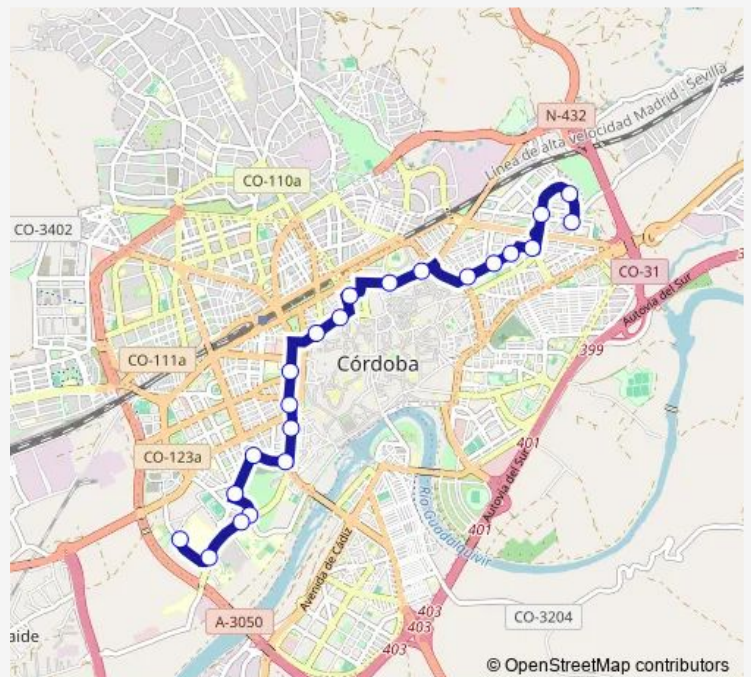 N-432
Línea de alta velocidad Madrid - Sevilla
CO-110a
CO-3402
CO-31
Autovía del Sur
399
CO-111a
Córdoba
401
CO-123a
Autovía del Sur
401
Río Guadalquivir
Avenida de Cádiz
403
CO-3204
A-3050
403
403
aide
© OpenStreetMap contributors